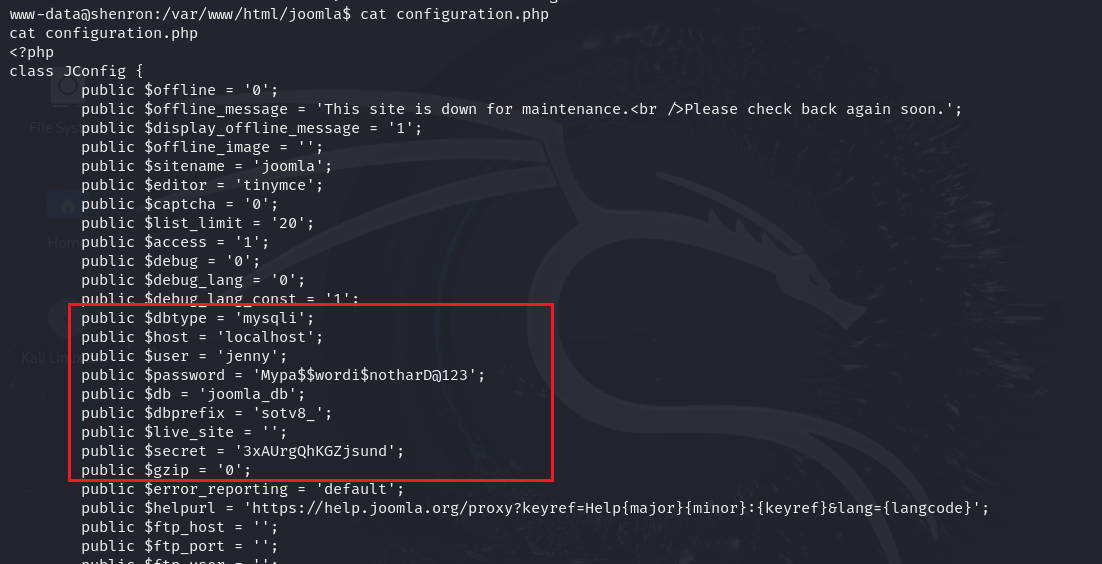 www-data@shenron:/var/www/html/joomla$ cat configuration.php
cat configuration.php
<?php
class JConfig {
public $offline = '0';
public $offline_message = 'This site is down for maintenance.<br />Please check back again soon.';
public $display_offline_message = '1';
public $offline_image = '';
public $sitename = 'joomla';
public $editor = 'tinymce';
public $captcha = '0';
public $list_limit = '20';
public $access = '1';
public $debug = '0';
public $debug_lang = '0';
public $debug_lang_const = '1';
public $dbtype = 'mysqli';
public $host = 'localhost';
public $user = 'jenny';
public $password = 'Mypa$$wordi$notharD@123';
public $db = 'joomla_db';
public $dbprefix = 'sotv8_';
public $live_site = '';
public $secret = '3xAUrgQhKGZjsund';
public $gzip = '0';
public $error_reporting = 'default';
public $helpurl = 'https://help.joomla.org/proxy?keyref=Help{major}{minor}:{keyref}&lang={langcode}';
public $ftp_host = '';
public $ftp_port = '';
public $ftp_user = '';